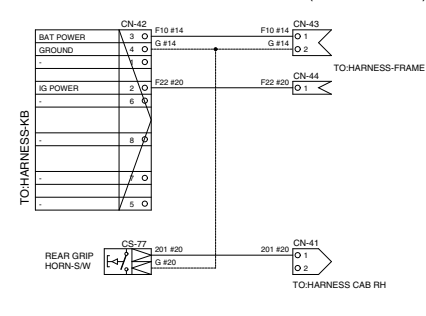 CN-42
CN-43
BAT POWER 3 F10 #14 F10 #14 1
GROUND 4 G #14 G #14 2
- 1
TO:HARNESS-FRAME
CN-44
IG POWER 2 F22 #20 F22 #20 1
- 6
- 8
- 7
- 5
TO:HARNESS-KB
CS-77
CN-41
REAR GRIP
HORN-S/W
201 #20 201 #20 1
G #20 2
TO:HARNESS CAB RH